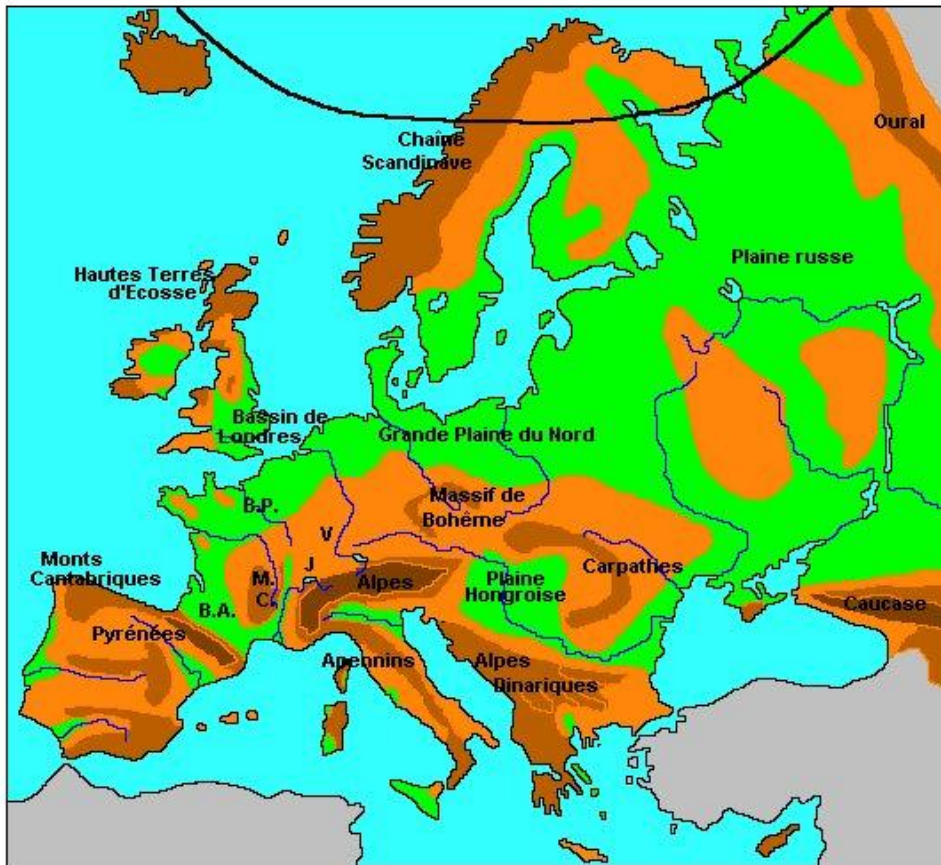 Oural
Chaîne
Scandinave
Plaine russe
Hautes Terres
d'Ecosse
Bassin de
Londres
Grande Plaine du Nord
Massif de
Bohême
B.P.
V
J
M.
C.
Alpes
Plaine
Hongroise
Carpathes
Monts
Cantabriques
B.A.
Caucase
Pyrénées
Apennins
Alpes
Dinariques